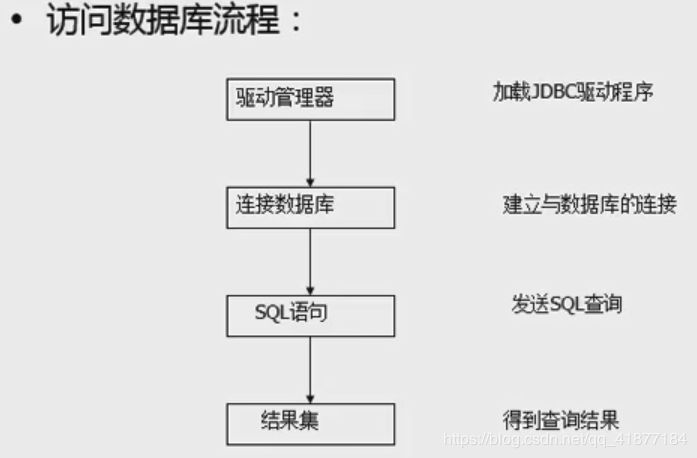 • 访问数据库流程：
驱动管理器 加载JDBC驱动程序
连接数据库 建立与数据库的连接
SQL语句 发送SQL查询
结果集 得到查询结果
https://blog.csdn.net/qq_41877184